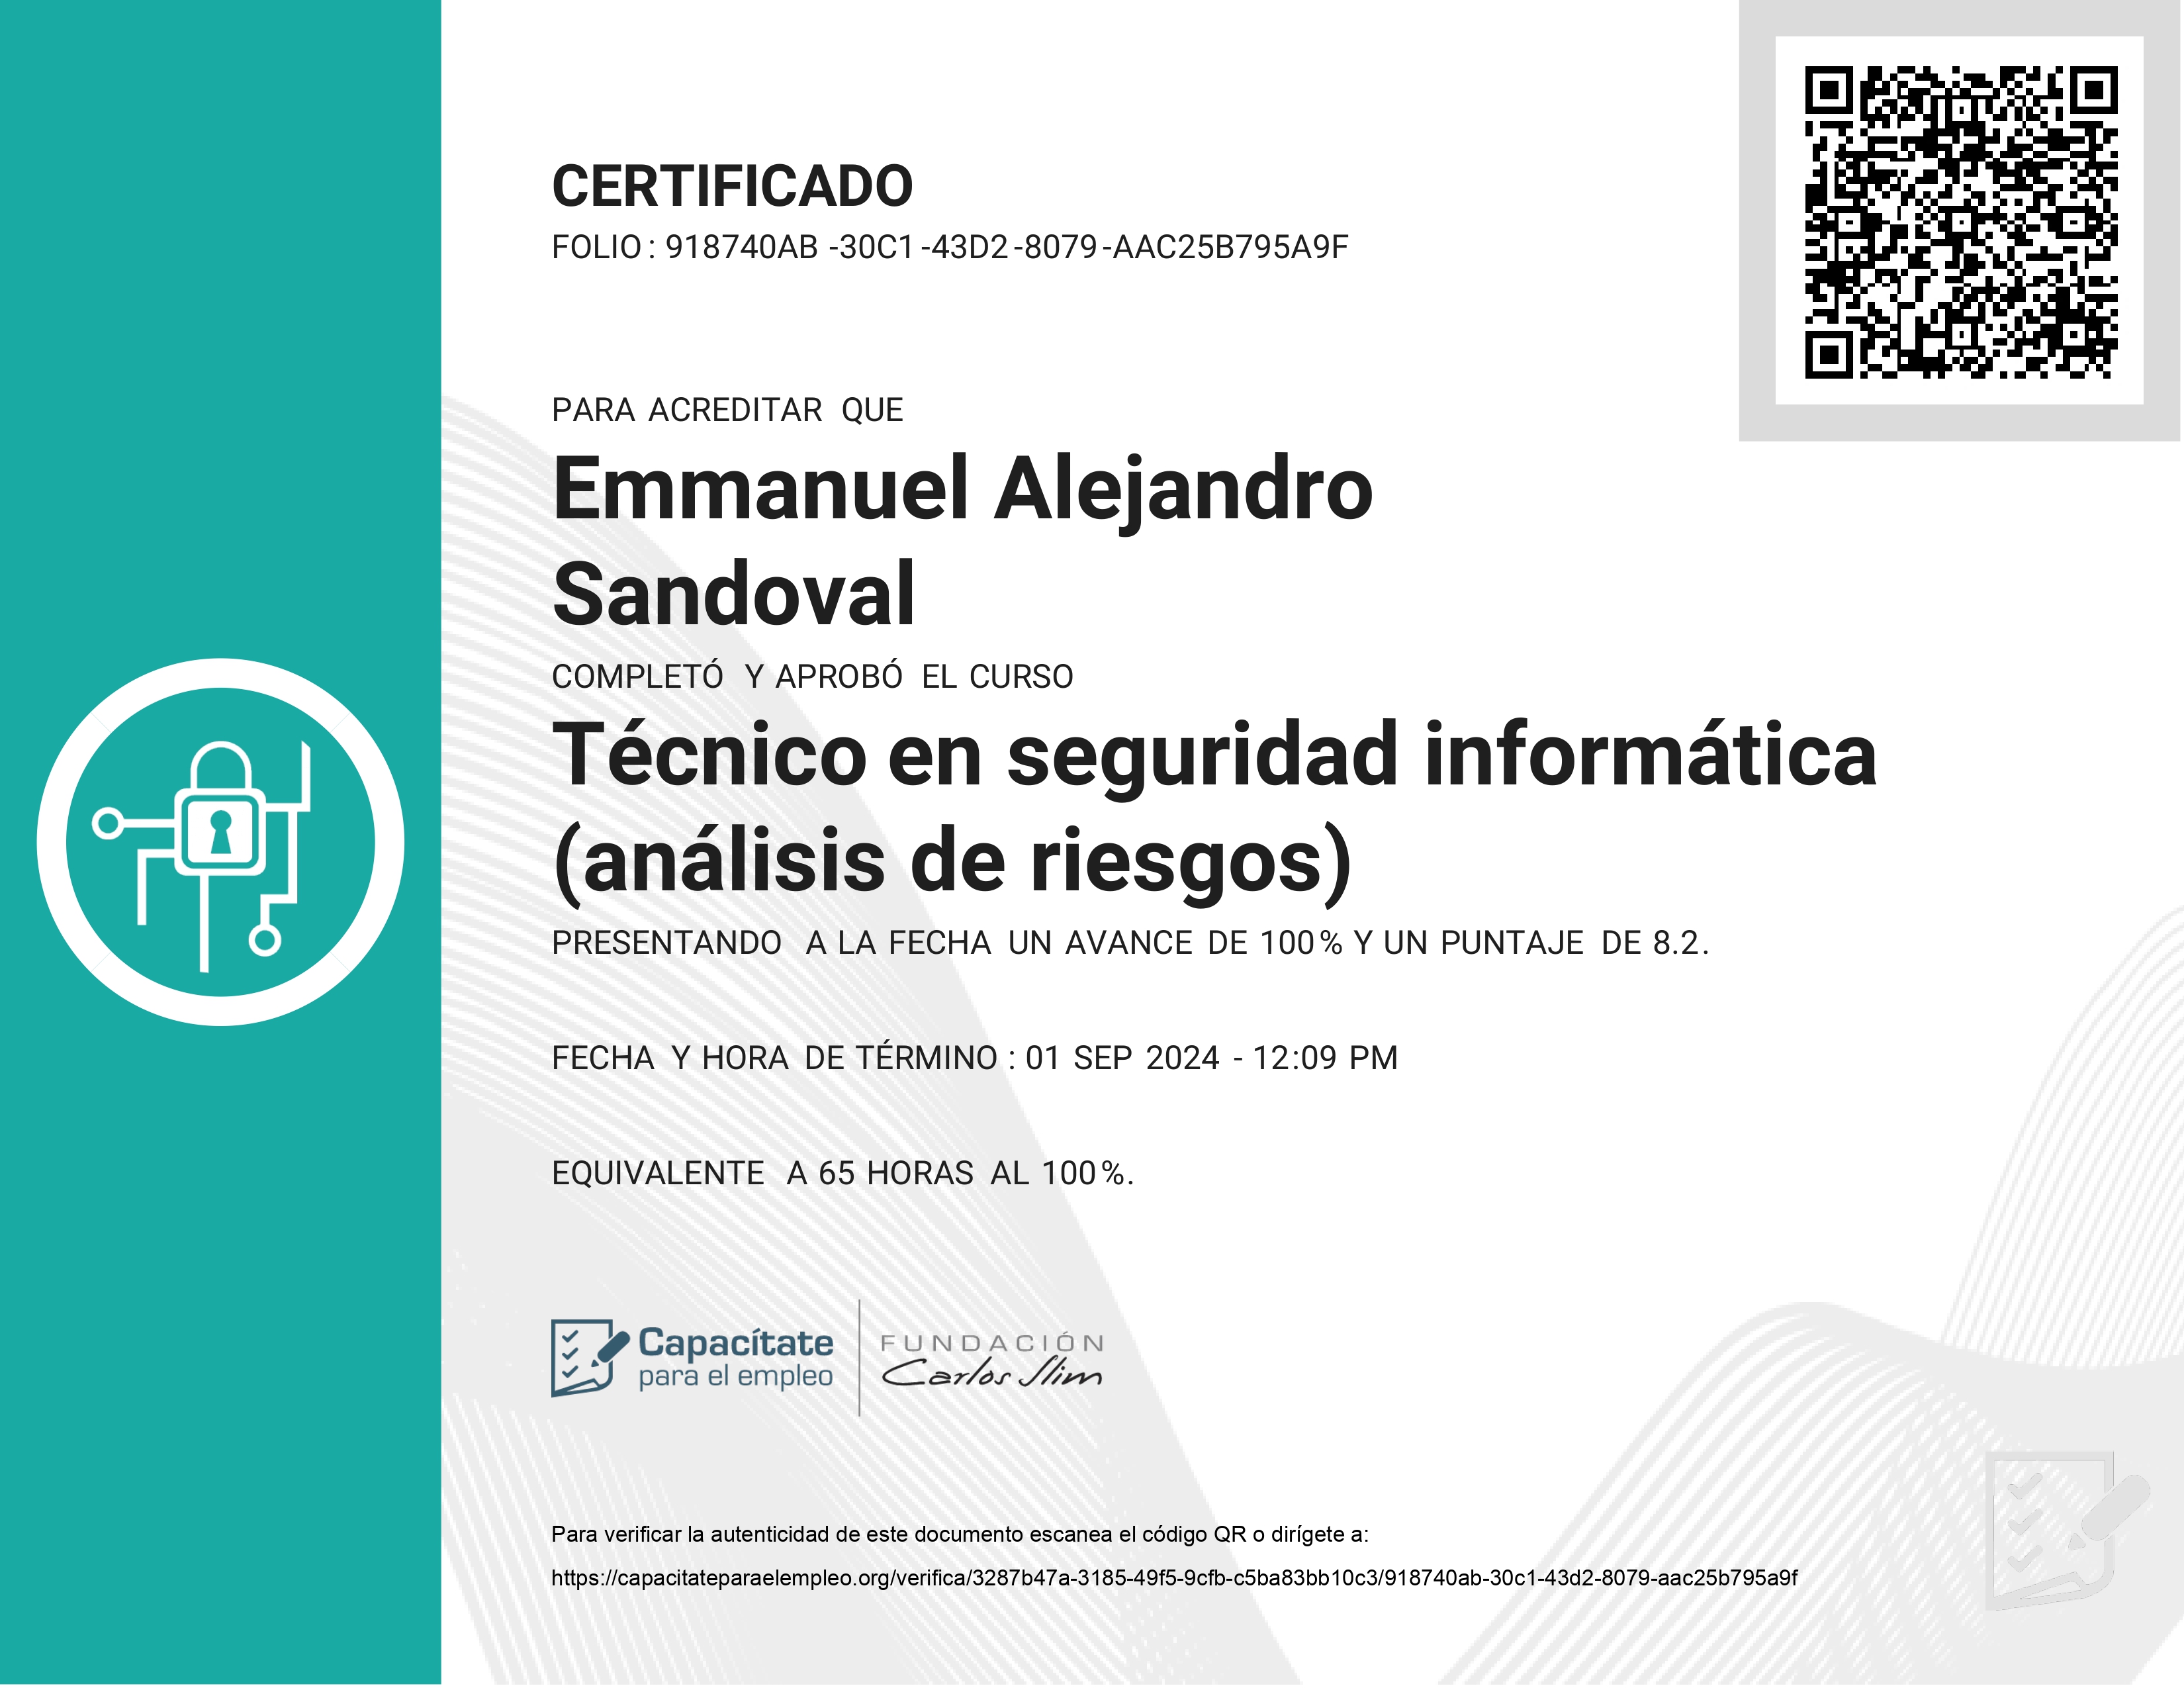 CERTIFICADO
FOLIO : 918740AB -30C1 -43D2 -8079 -AAC25B795A9F
PARA ACREDITAR QUE
Emmanuel Alejandro
Sandoval
COMPLETÓ Y APROBÓ EL CURSO
Técnico en seguridad informática
(análisis de riesgos)
PRESENTANDO A LA FECHA UN AVANCE DE 100% Y UN PUNTAJE DE 8.2.
FECHA Y HORA DE TÉRMINO : 01 SEP 2024 - 12:09 PM
EQUIVALENTE A 65 HORAS AL 100%.
Capacítate
para el empleo
FUNDACIÓN
Carlos Slim
Para verificar la autenticidad de este documento escanea el código QR o dirígete a:
https://capacitateparaelempleo.org/verifica/3287b47a-3185-49f5-9cfb-c5ba83bb10c3/918740ab-30c1-43d2-8079-aac25b795a9f